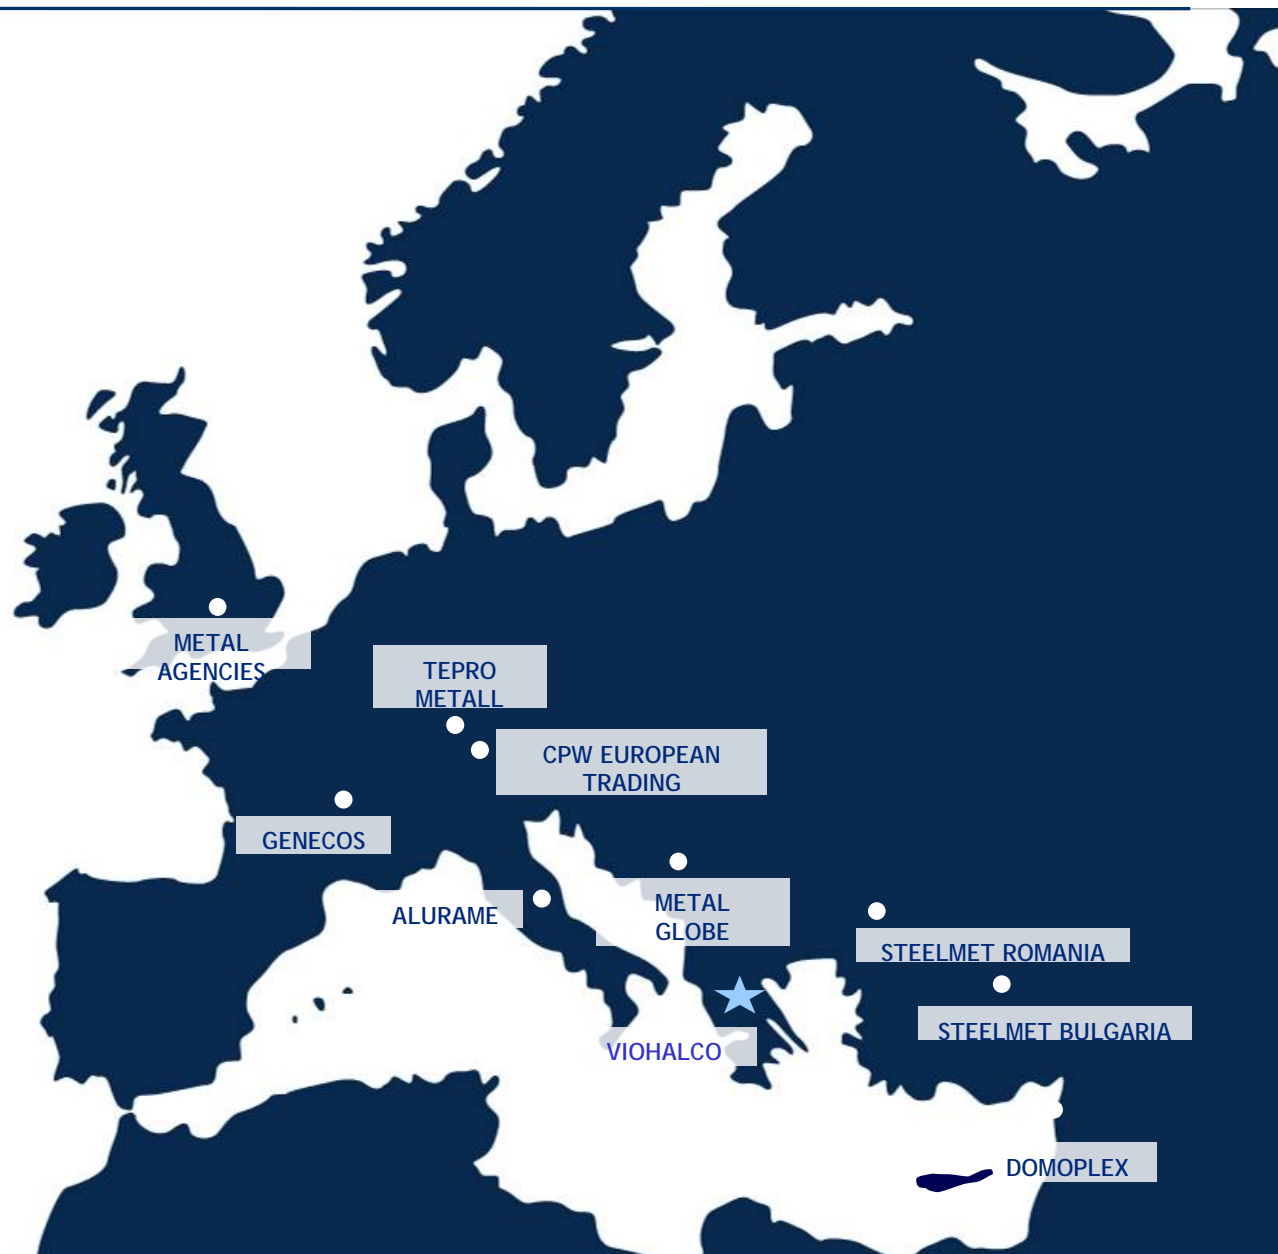 METAL
AGENCIES
TEPRO
METALL
CPW EUROPEAN
TRADING
GENECOS
ALURAME
METAL
GLOBE
STEELMET ROMANIA
STEELMET BULGARIA
VIOHALCO
DOMOPLEX